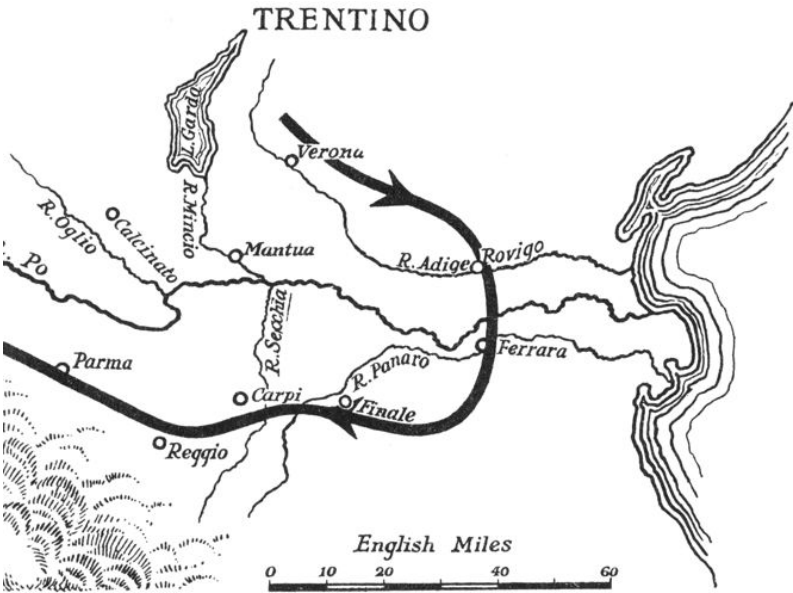 TRENTINO
L. Garda
Verona
R. Mincio
R. Oglio
Calcinato
Mantua
R. Adige
Rovigo
Po
R. Secchia
Ferrara
R. Panaro
Parma
Carpi
Finale
Reggio
English Miles
0 10 20 40 60